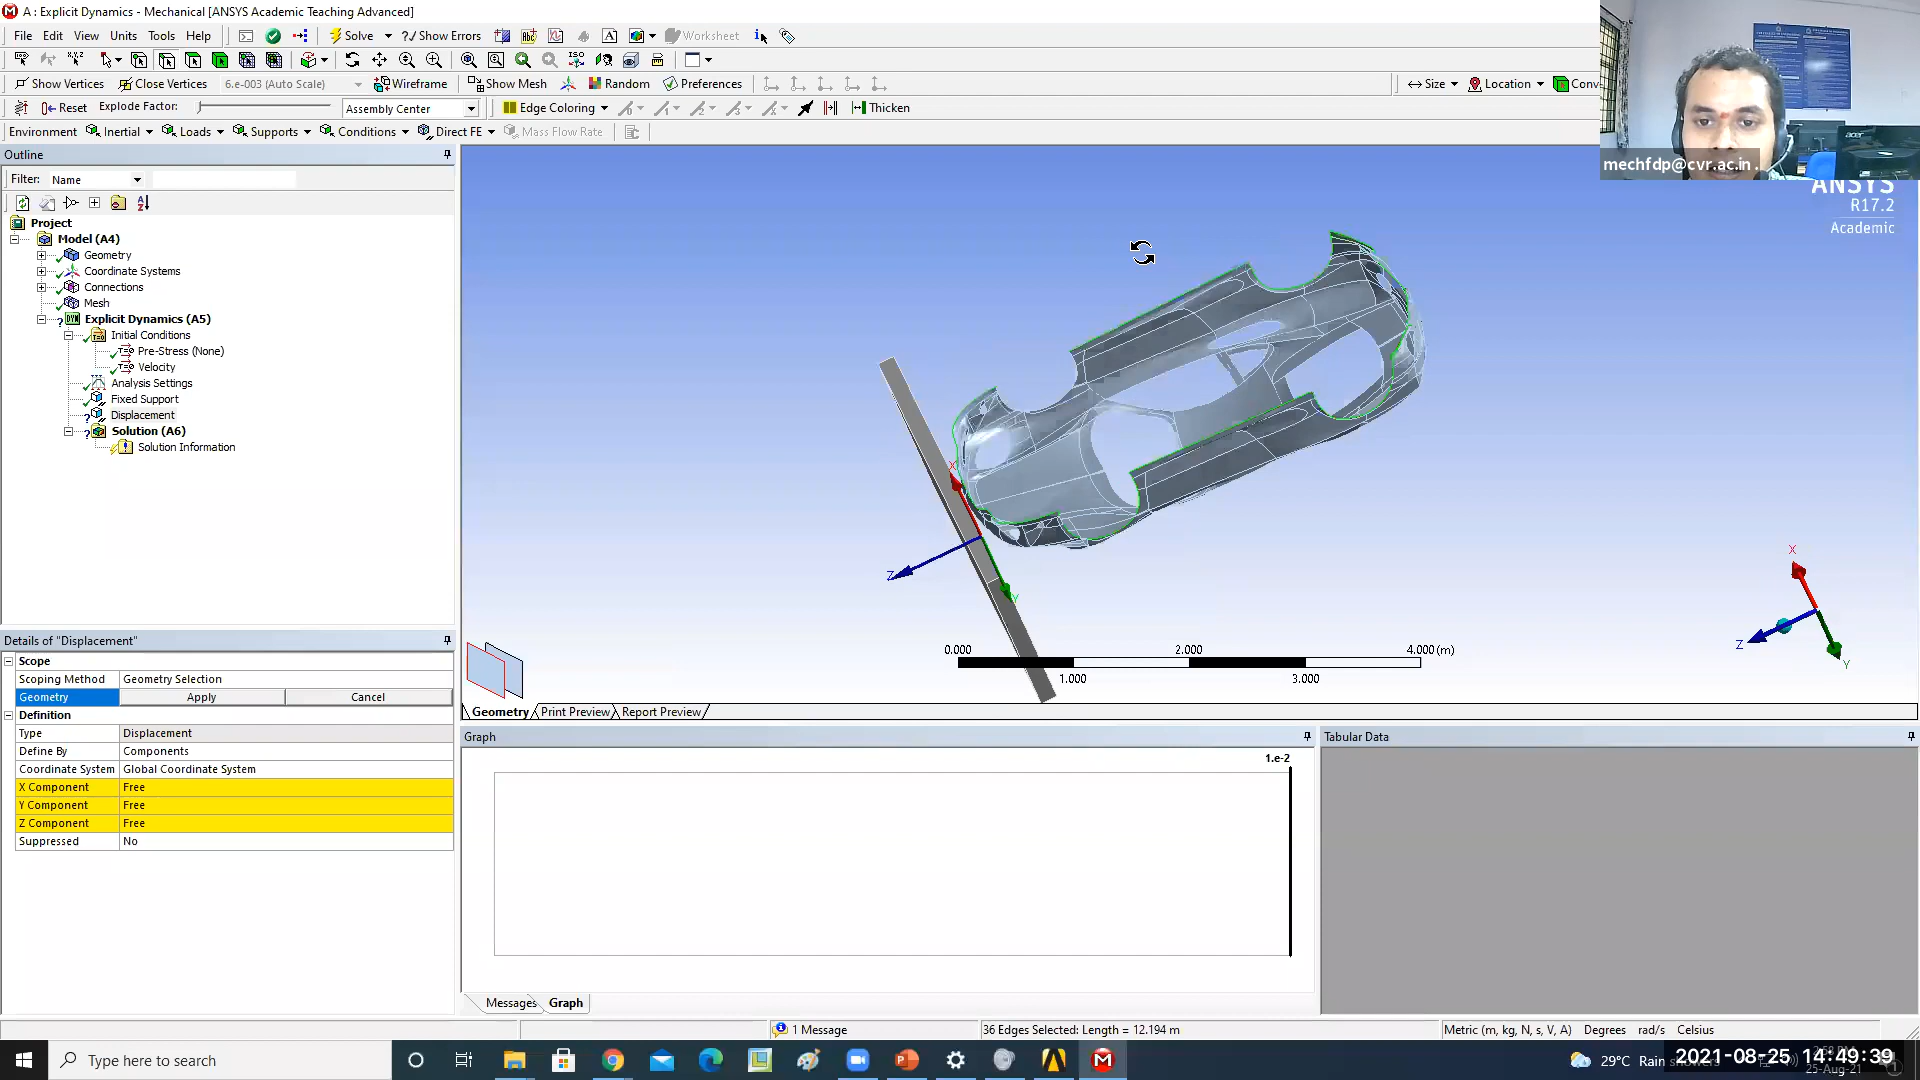 A : Explicit Dynamics - Mechanical [ANSYS Academic Teaching Advanced]
File Edit View Units Tools Help Solve ?/ Show Errors Worksheet
Show Vertices Close Vertices 6.e-003 (Auto Scale) Wireframe Show Mesh Random Preferences Size Location Conv
Reset Explode Factor: Assembly Center Edge Coloring Thicken
Environment Inertial Loads Supports Conditions Direct FE Mass Flow Rate
mechfdp@cvr.ac.in
acer
Outline
Filter: Name
Project
Model (A4)
Geometry
Coordinate Systems
Connections
Mesh
Explicit Dynamics (A5)
Initial Conditions
Pre-Stress (None)
Velocity
Analysis Settings
Fixed Support
Displacement
Solution (A6)
Solution Information
ANSYS
R17.2
Academic
X
Z
Y
0.000 2.000 4.000 (m)
1.000 3.000
X
Z
Y
Details of "Displacement"
Scope
Scoping Method Geometry Selection
Geometry Apply Cancel
Definition
Type Displacement
Define By Components
Coordinate System Global Coordinate System
X Component Free
Y Component Free
Z Component Free
Suppressed No
Geometry Print Preview Report Preview
Graph
1.e-2
Tabular Data
Messages Graph
1 Message 36 Edges Selected: Length = 12.194 m Metric (m, kg, N, s, V, A) Degrees rad/s Celsius
Type here to search
29°C Rain
2021-08-25 14:49:39
25-Aug-21